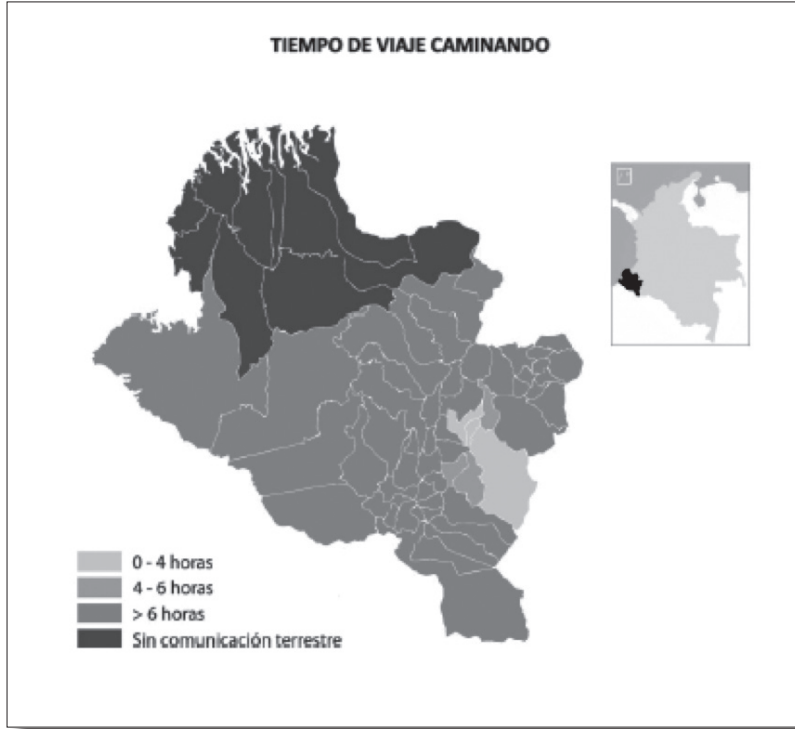 TIEMPO DE VIAJE CAMINANDO
0 - 4 horas
4 - 6 horas
> 6 horas
Sin comunicación terrestre